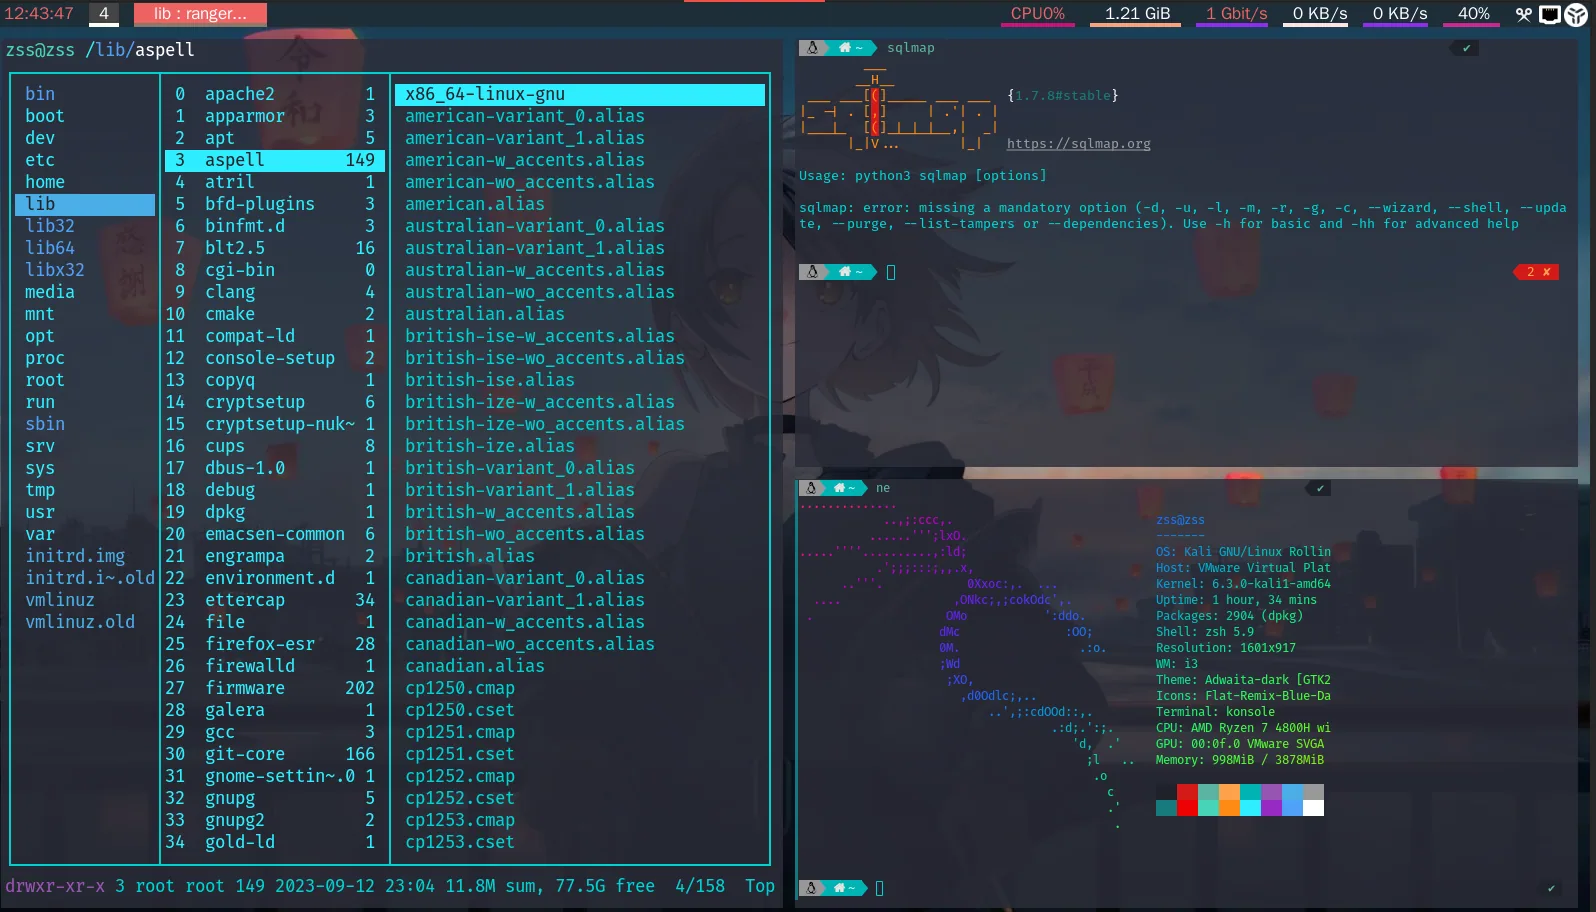 12:43:47 4 lib : ranger... CPU0% 1.21 GiB 1 Gbit/s 0 KB/s 0 KB/s 40%
zss@zss /lib/aspell
bin
boot
dev
etc
home
lib
lib32
lib64
libx32
media
mnt
opt
proc
root
run
sbin
srv
sys
tmp
usr
var
initrd.img
initrd.i~.old
vmlinuz
vmlinuz.old
0 apache2 1
1 apparmor 3
2 apt 5
3 aspell 149
4 atril 1
5 bfd-plugins 3
6 binfmt.d 3
7 blt2.5 16
8 cgi-bin 0
9 clang 4
10 cmake 2
11 compat-ld 1
12 console-setup 2
13 copyq 1
14 cryptsetup 6
15 cryptsetup-nuk~ 1
16 cups 8
17 dbus-1.0 1
18 debug 1
19 dpkg 1
20 emacsen-common 6
21 engrampa 2
22 environment.d 1
23 ettercap 34
24 file 1
25 firefox-esr 28
26 firewalld 1
27 firmware 202
28 galera 1
29 gcc 3
30 git-core 166
31 gnome-settin~.0 1
32 gnupg 5
33 gnupg2 2
34 gold-ld 1
x86_64-linux-gnu
american-variant_0.alias
american-variant_1.alias
american-w_accents.alias
american-wo_accents.alias
american.alias
australian-variant_0.alias
australian-variant_1.alias
australian-w_accents.alias
australian-wo_accents.alias
australian.alias
british-ise-w_accents.alias
british-ise-wo_accents.alias
british-ise.alias
british-ize-w_accents.alias
british-ize-wo_accents.alias
british-ize.alias
british-variant_0.alias
british-variant_1.alias
british-w_accents.alias
british-wo_accents.alias
british.alias
canadian-variant_0.alias
canadian-variant_1.alias
canadian-w_accents.alias
canadian-wo_accents.alias
canadian.alias
cp1250.cmap
cp1250.cset
cp1251.cmap
cp1251.cset
cp1252.cmap
cp1252.cset
cp1253.cmap
cp1253.cset
drwxr-xr-x 3 root root 149 2023-09-12 23:04 11.8M sum, 77.5G free 4/158 Top
~ sqlmap ✔
{1.7.8#stable}
https://sqlmap.org
Usage: python3 sqlmap [options]
sqlmap: error: missing a mandatory option (-d, -u, -l, -m, -r, -g, -c, --wizard, --shell, --upda
te, --purge, --list-tampers or --dependencies). Use -h for basic and -hh for advanced help
~ 2 ✘
~ ne ✔
zss@zss
-------
OS: Kali GNU/Linux Rollin
Host: VMware Virtual Plat
Kernel: 6.3.0-kali1-amd64
Uptime: 1 hour, 34 mins
Packages: 2904 (dpkg)
Shell: zsh 5.9
Resolution: 1601x917
WM: i3
Theme: Adwaita-dark [GTK2
Icons: Flat-Remix-Blue-Da
Terminal: konsole
CPU: AMD Ryzen 7 4800H wi
GPU: 00:0f.0 VMware SVGA
Memory: 998MiB / 3878MiB
~ ✔